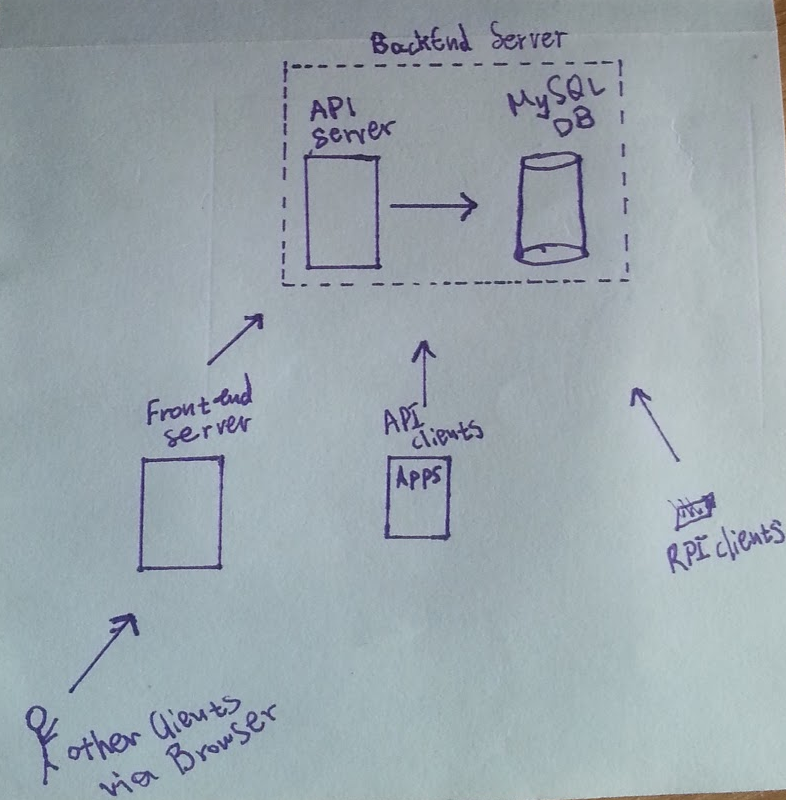 BackEnd Server
API
server
MySQL
DB
Front-end
server
API
clients
Apps
RPI clients
other Clients
via Browser